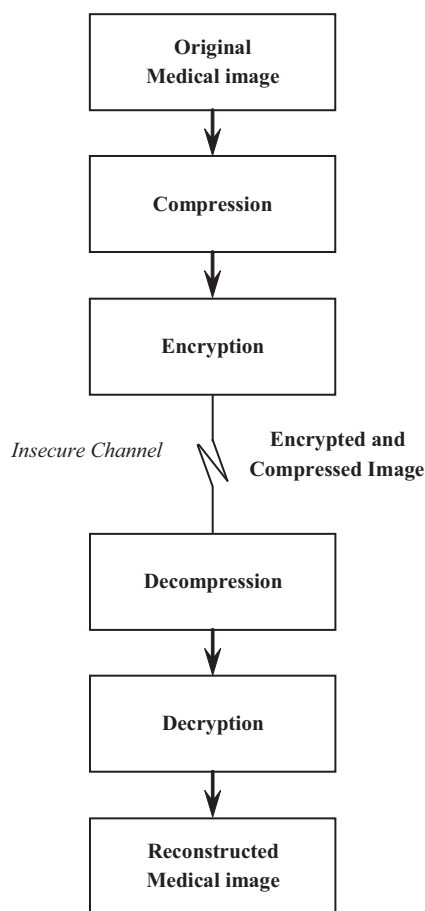 Original
Medical image
Compression
Encryption
Insecure Channel
Encrypted and
Compressed Image
Decompression
Decryption
Reconstructed
Medical image